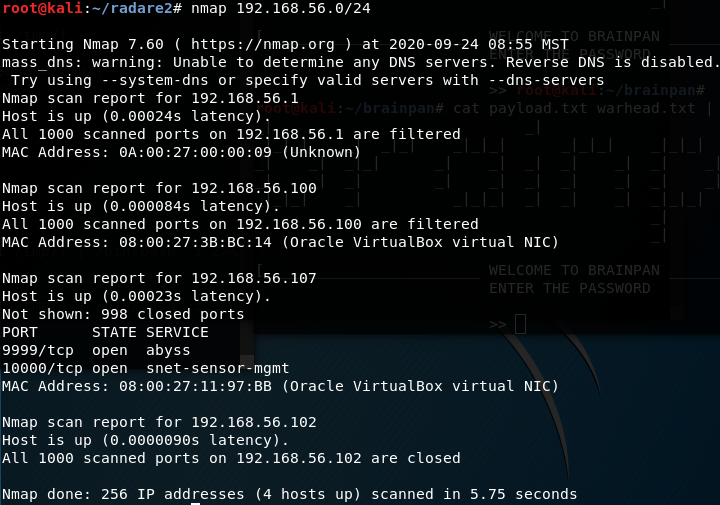 root@kali:~/radare2# nmap 192.168.56.0/24
Starting Nmap 7.60 ( https://nmap.org ) at 2020-09-24 08:55 MST
mass_dns: warning: Unable to determine any DNS servers. Reverse DNS is disabled.
Try using --system-dns or specify valid servers with --dns-servers
Nmap scan report for 192.168.56.1
Host is up (0.00024s latency).
All 1000 scanned ports on 192.168.56.1 are filtered
MAC Address: 0A:00:27:00:00:09 (Unknown)
Nmap scan report for 192.168.56.100
Host is up (0.000084s latency).
All 1000 scanned ports on 192.168.56.100 are filtered
MAC Address: 08:00:27:3B:BC:14 (Oracle VirtualBox virtual NIC)
Nmap scan report for 192.168.56.107
Host is up (0.00023s latency).
Not shown: 998 closed ports
PORT      STATE SERVICE
9999/tcp  open  abyss
10000/tcp open  snet-sensor-mgmt
MAC Address: 08:00:27:11:97:BB (Oracle VirtualBox virtual NIC)
Nmap scan report for 192.168.56.102
Host is up (0.0000090s latency).
All 1000 scanned ports on 192.168.56.102 are closed
Nmap done: 256 IP addresses (4 hosts up) scanned in 5.75 seconds
WELCOME TO BRAINPAN
ENTER THE PASSWORD
>> root@kali:~/brainpan#
root@kali:~/brainpan# cat payload.txt warhead.txt |
WELCOME TO BRAINPAN
ENTER THE PASSWORD
>>